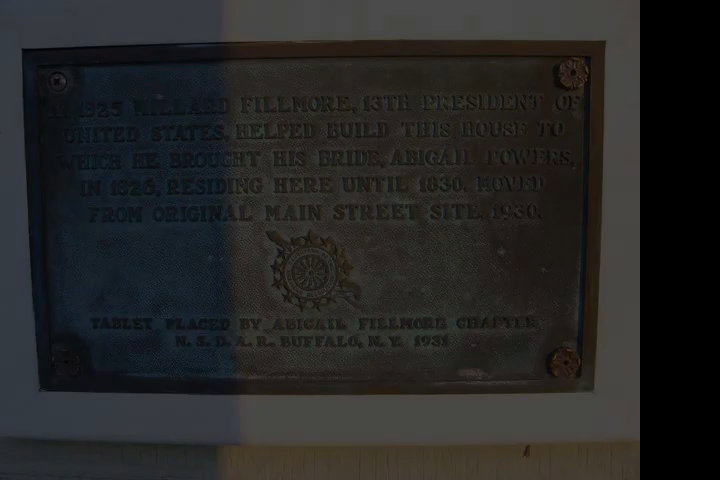 IN 1825 MILLARD FILLMORE, 13TH PRESIDENT OF
UNITED STATES, HELPED BUILD THIS HOUSE TO
WHICH HE BROUGHT HIS BRIDE, ABIGAIL POWERS,
IN 1826, RESIDING HERE UNTIL 1830. MOVED
FROM ORIGINAL MAIN STREET SITE, 1930.
TABLET PLACED BY ABIGAIL FILLMORE CHAPTER
N. S. D. A. R. BUFFALO, N. Y. 1931